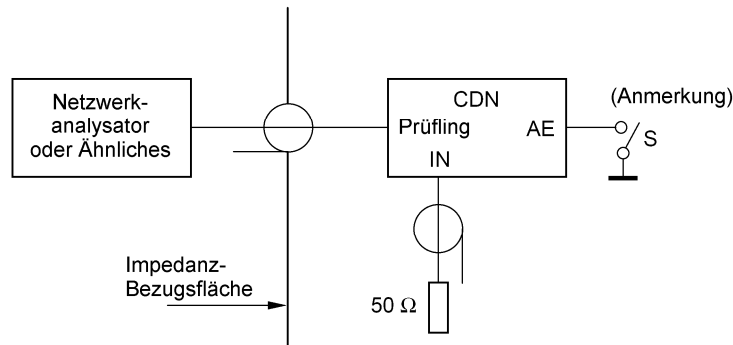 Netzwerk-
analysator
oder Ähnliches
CDN
Prüfling
AE
IN
(Anmerkung)
S
Impedanz-
Bezugsfläche
50 Ω